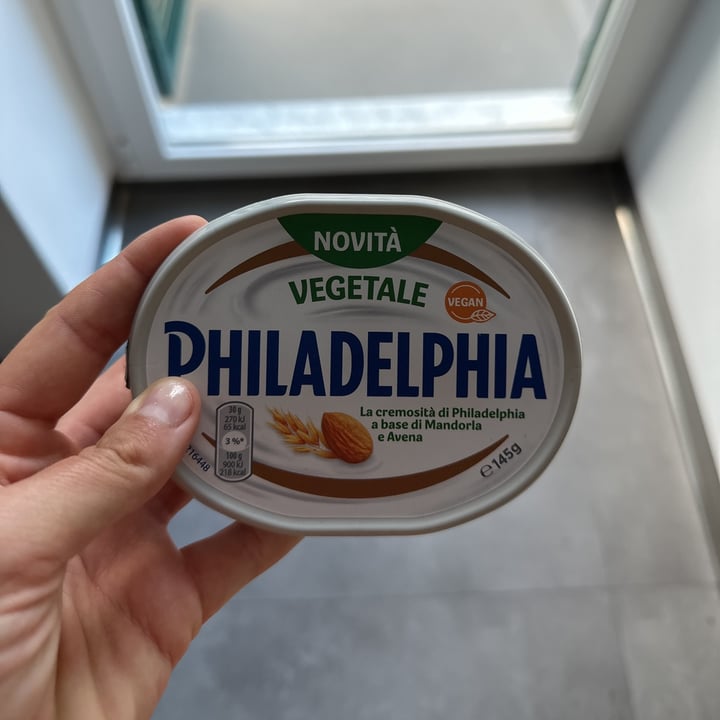 NOVITÀ
VEGETALE
VEGAN
PHILADELPHIA
La cremosità di Philadelphia
a base di Mandorla
e Avena
30 g
270 kJ
65 kcal
3 %*
100 g
900 kJ
218 kcal
16448
℮ 145g